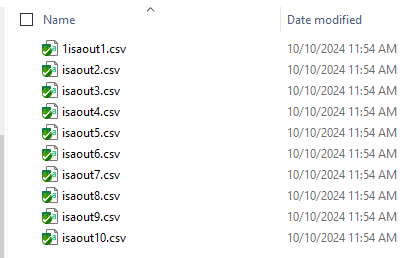 Name Date modified
1isaout1.csv 10/10/2024 11:54 AM
isaout2.csv 10/10/2024 11:54 AM
isaout3.csv 10/10/2024 11:54 AM
isaout4.csv 10/10/2024 11:54 AM
isaout5.csv 10/10/2024 11:54 AM
isaout6.csv 10/10/2024 11:54 AM
isaout7.csv 10/10/2024 11:54 AM
isaout8.csv 10/10/2024 11:54 AM
isaout9.csv 10/10/2024 11:54 AM
isaout10.csv 10/10/2024 11:54 AM